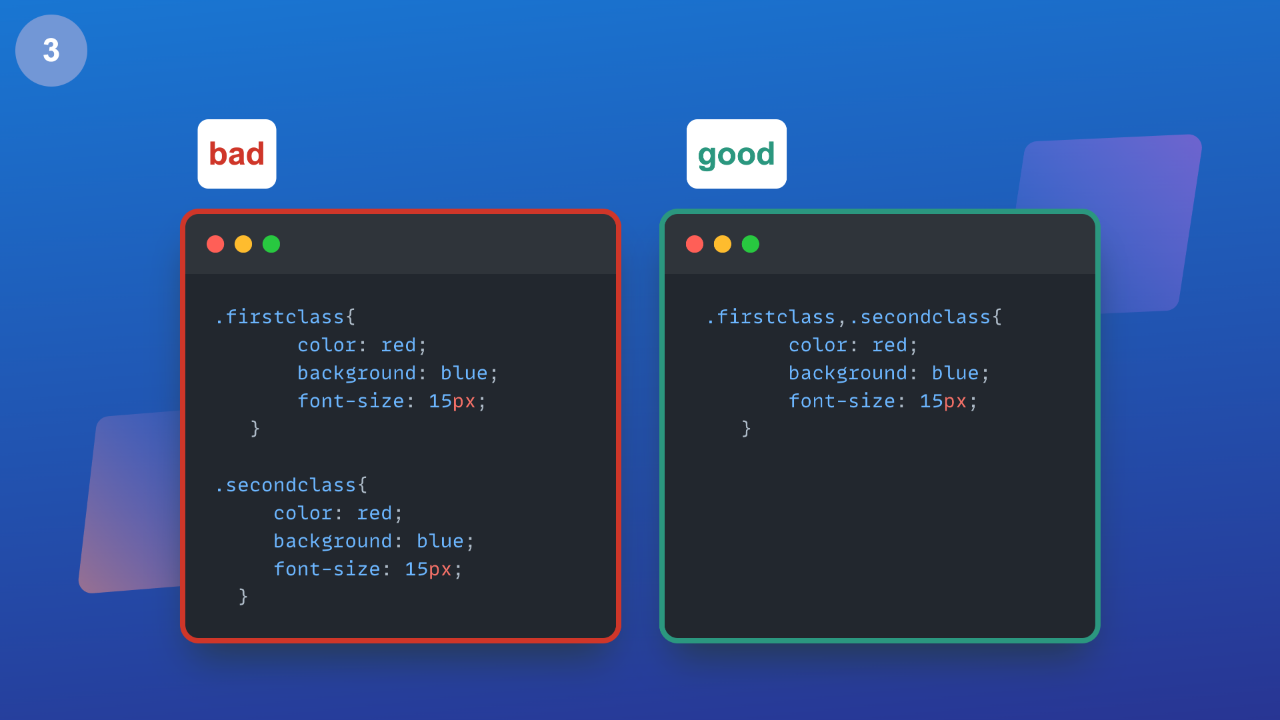 3
bad
.firstclass{
color: red;
background: blue;
font-size: 15px;
}
.secondclass{
color: red;
background: blue;
font-size: 15px;
}
good
.firstclass,.secondclass{
color: red;
background: blue;
font-size: 15px;
}